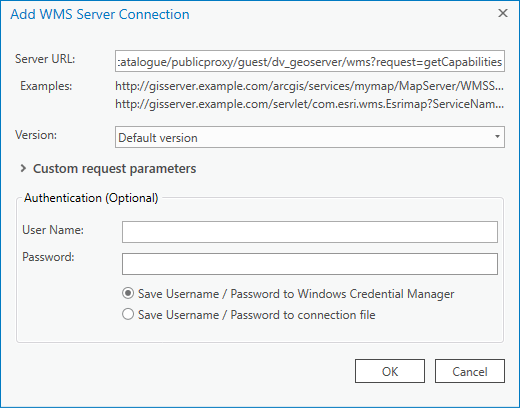 Add WMS Server Connection
Server URL: :atalogue/publicproxy/guest/dv_geoserver/wms?request=getCapabilities
Examples: http://gisserver.example.com/arcgis/services/mymap/MapServer/WMSS...
http://gisserver.example.com/servlet/com.esri.wms.Esrimap?ServiceNam...
Version: Default version
Custom request parameters
Authentication (Optional)
User Name:
Password:
Save Username / Password to Windows Credential Manager
Save Username / Password to connection file
OK Cancel